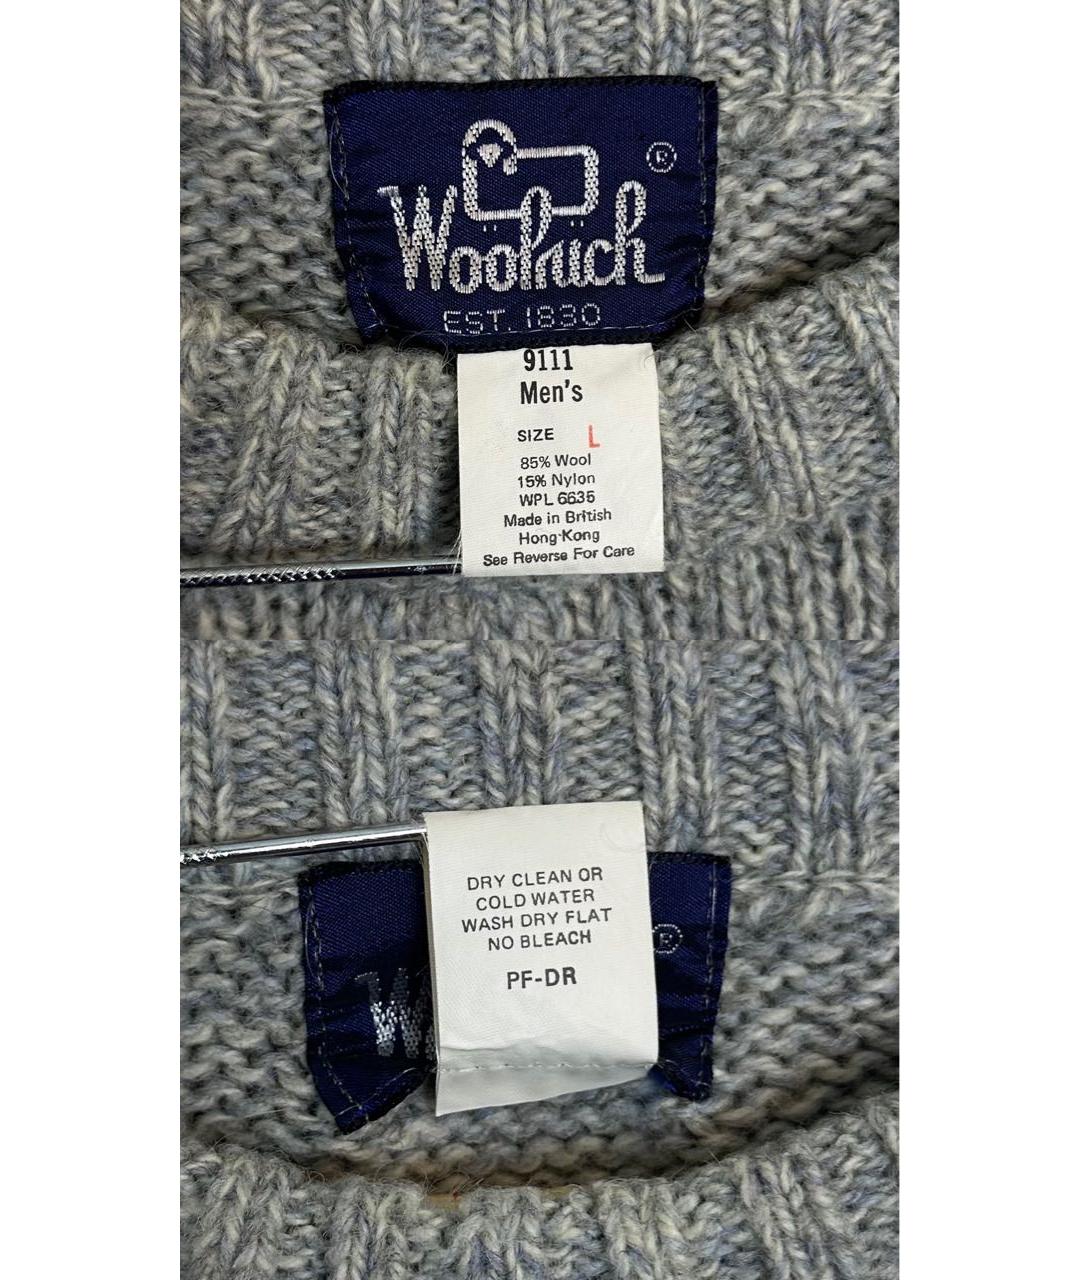 Woolrich
®
EST. 1830
9111
Men's
SIZE L
85% Wool
15% Nylon
WPL 6635
Made in British
Hong Kong
See Reverse For Care
DRY CLEAN OR
COLD WATER
WASH DRY FLAT
NO BLEACH
PF-DR
W
®